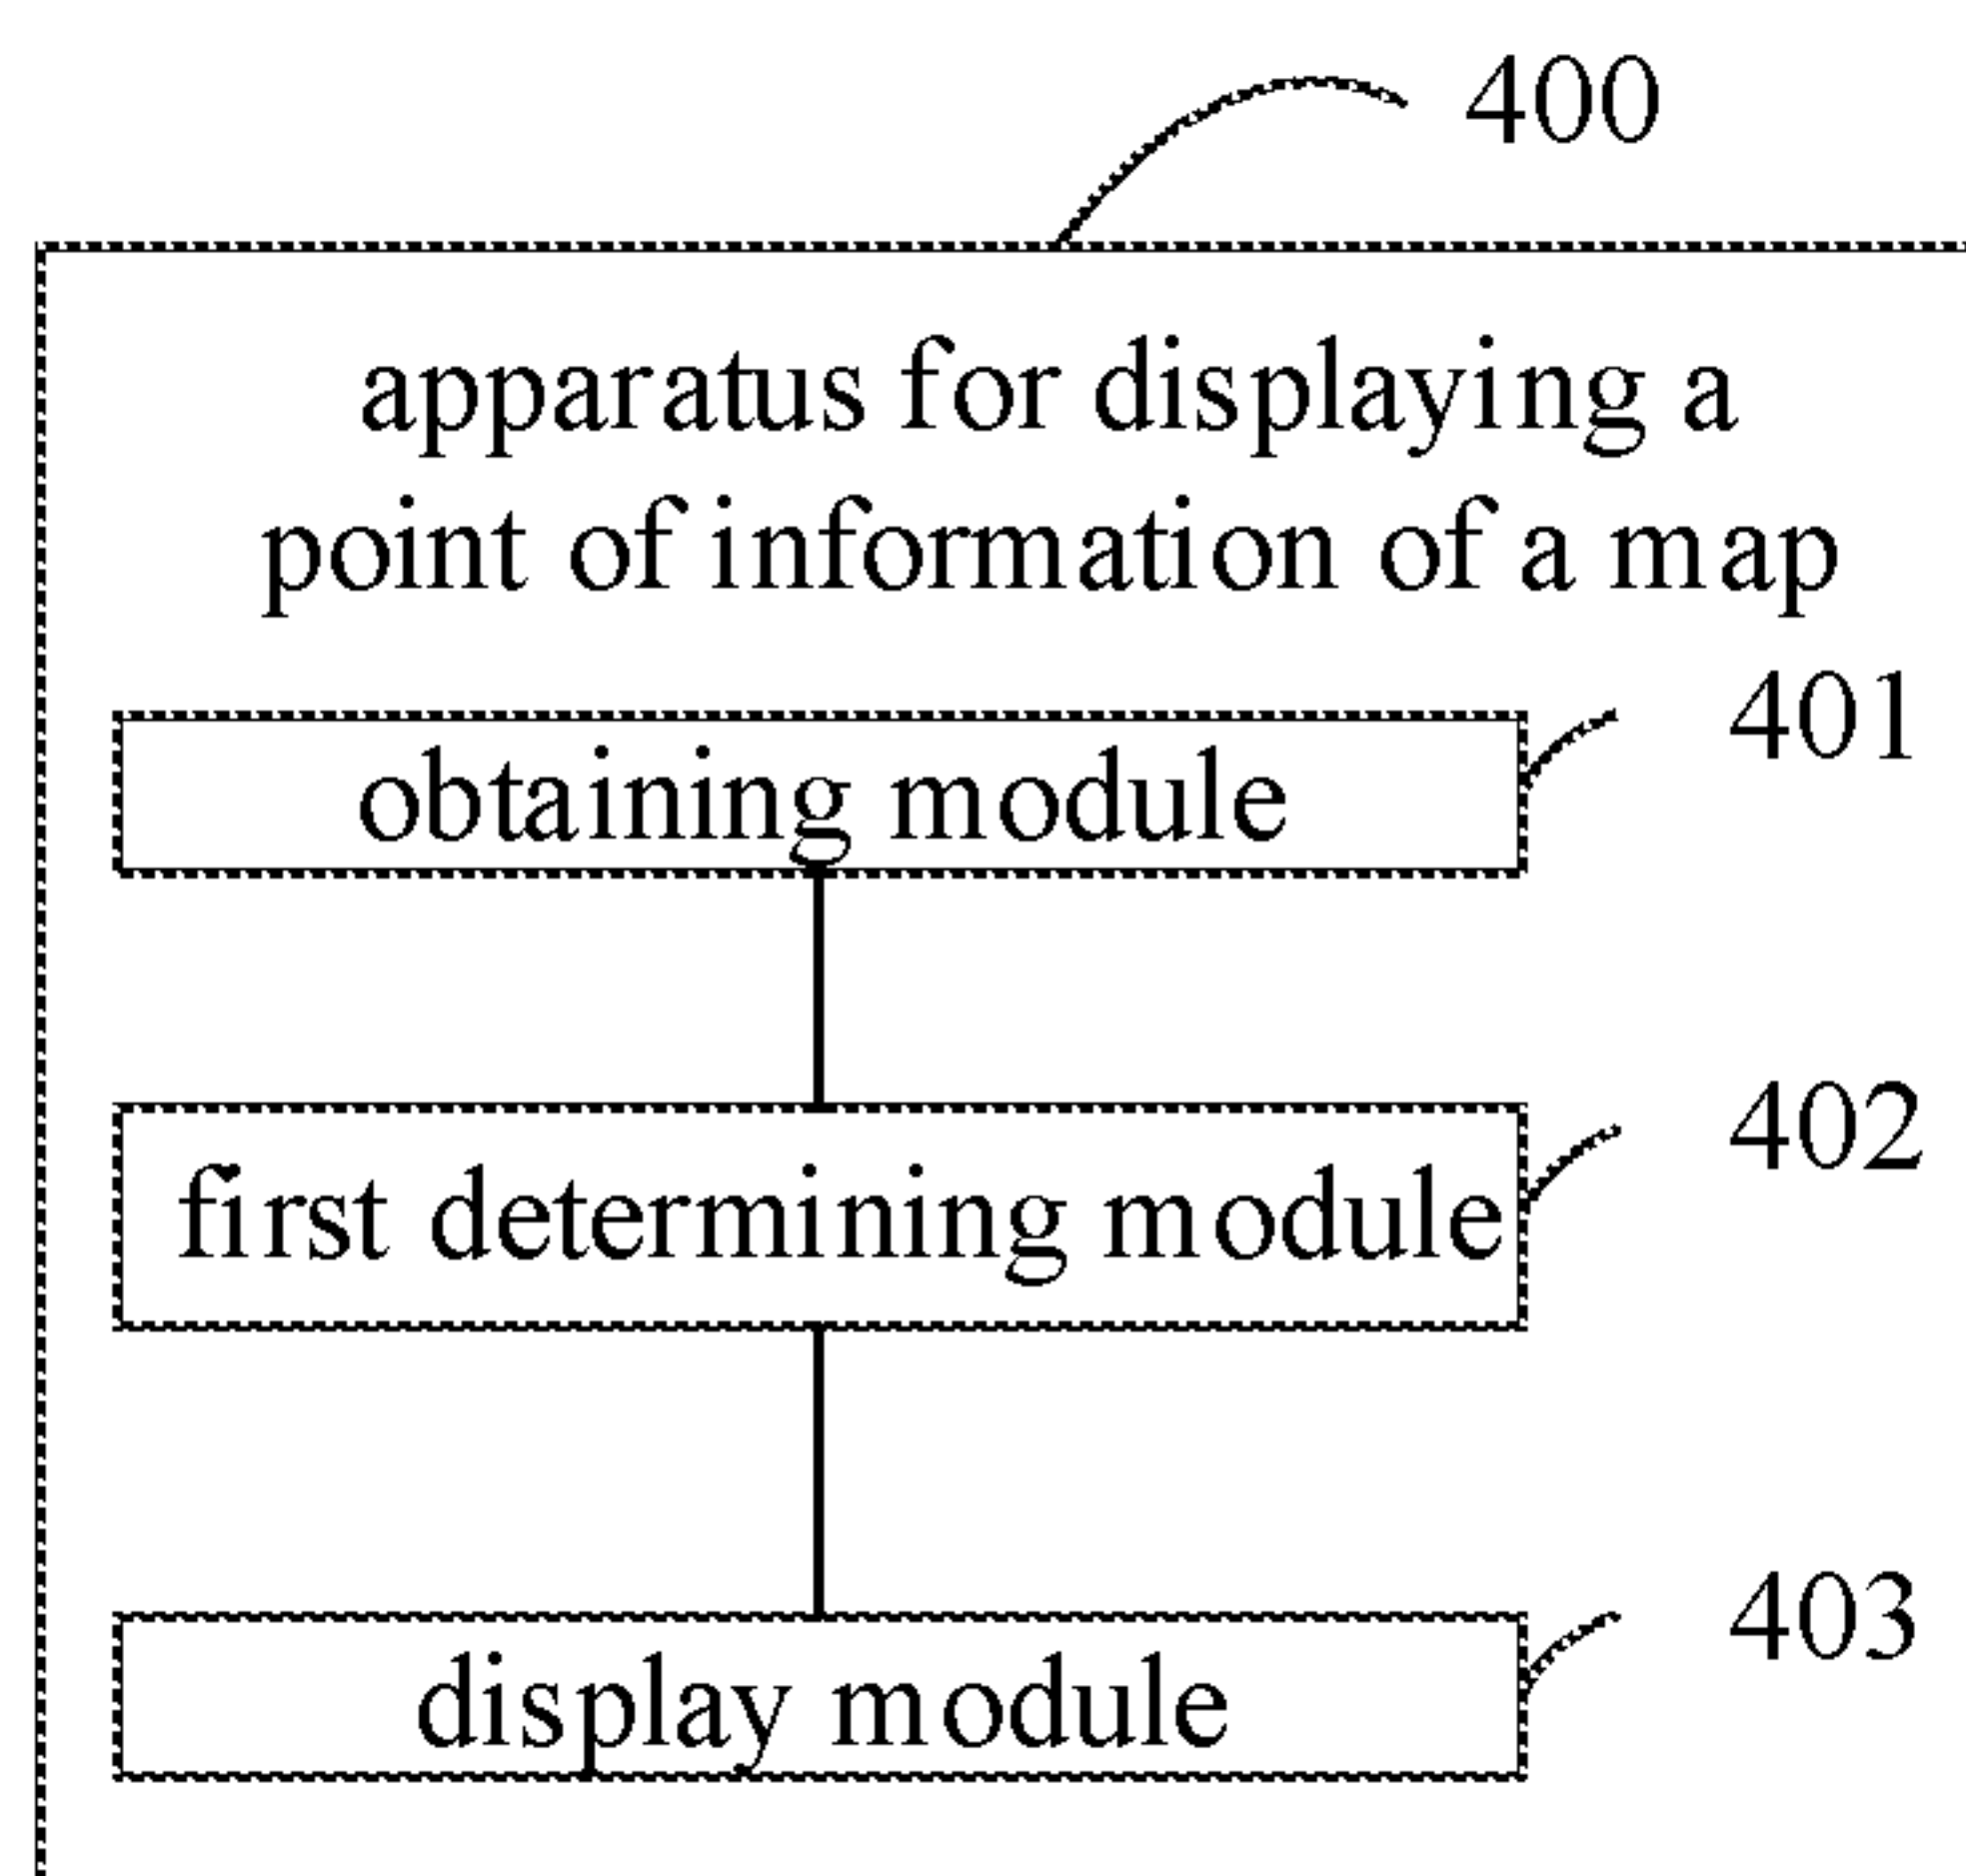 400
apparatus for displaying a
point of information of a map
401
obtaining module
402
first determining module
403
display module